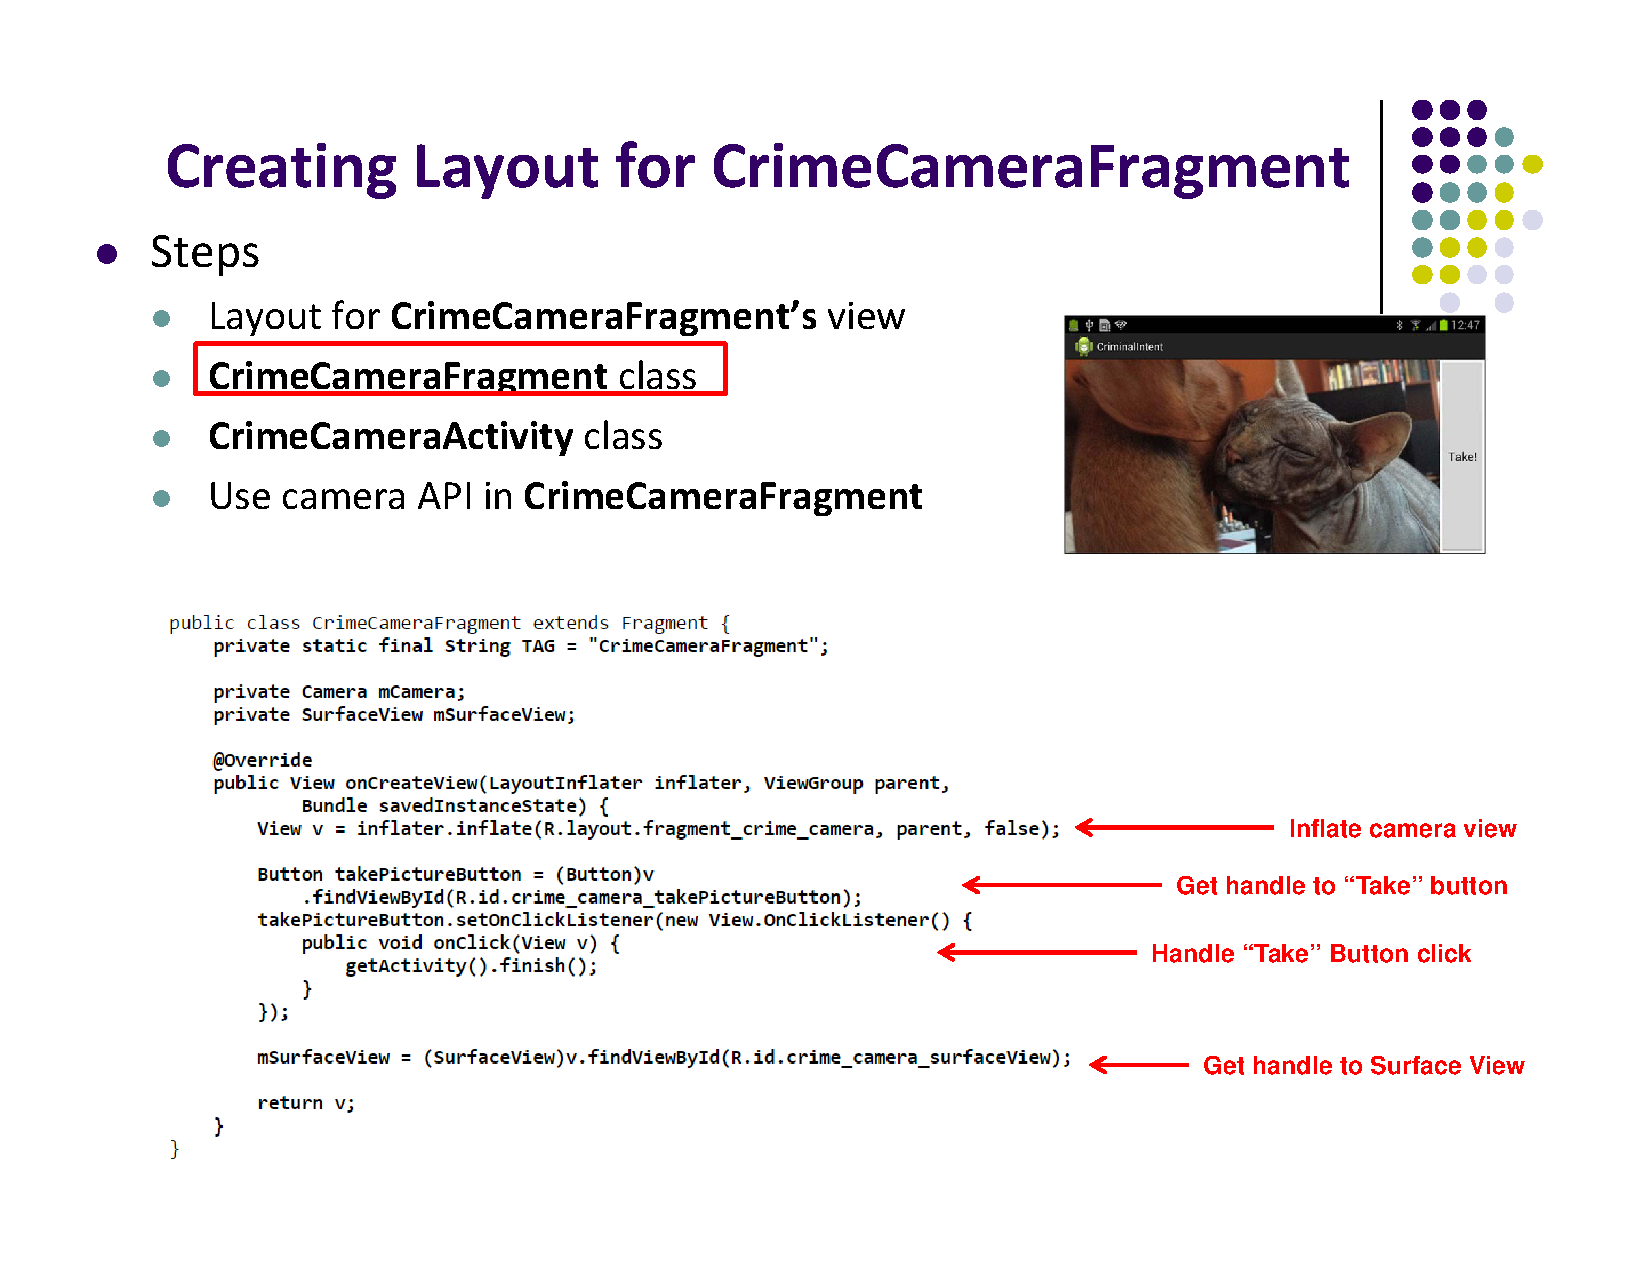 Creating Layout for CrimeCameraFragment
Steps
Layout for CrimeCameraFragment’s view
CrimeCameraFragment class
CrimeCameraActivity class
Use camera API in CrimeCameraFragment
12:47
CriminalIntent
Take!
public class CrimeCameraFragment extends Fragment {
private static final String TAG = "CrimeCameraFragment";
private Camera mCamera;
private SurfaceView mSurfaceView;
@Override
public View onCreateView(LayoutInflater inflater, ViewGroup parent,
Bundle savedInstanceState) {
View v = inflater.inflate(R.layout.fragment_crime_camera, parent, false);
Inflate camera view
Button takePictureButton = (Button)v
Get handle to “Take” button
.findViewById(R.id.crime_camera_takePictureButton);
takePictureButton.setOnClickListener(new View.OnClickListener() {
public void onClick(View v) {
Handle “Take” Button click
getActivity().finish();
}
});
mSurfaceView = (SurfaceView)v.findViewById(R.id.crime_camera_surfaceView);
Get handle to Surface View
return v;
}
}